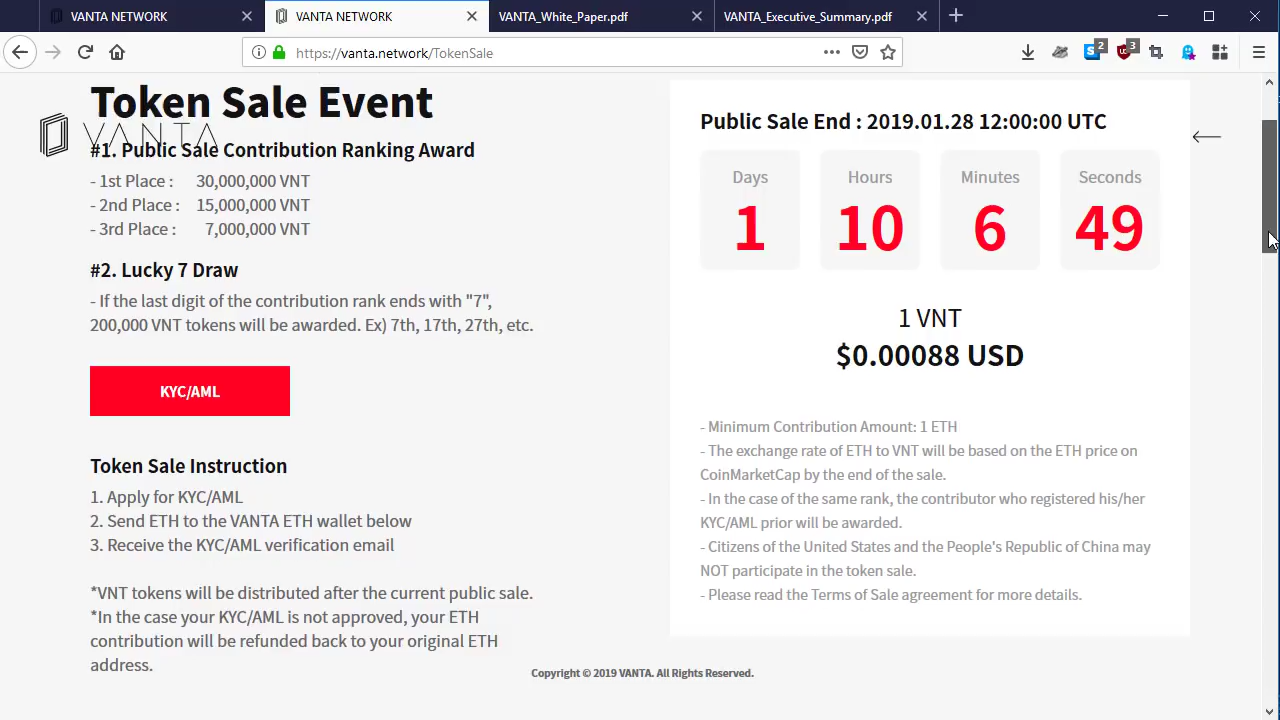 VANTA NETWORK
VANTA NETWORK
VANTA_White_Paper.pdf
VANTA_Executive_Summary.pdf
https://vanta.network/TokenSale
2
3
Token Sale Event
VANTA
#1. Public Sale Contribution Ranking Award
- 1st Place : 30,000,000 VNT
- 2nd Place : 15,000,000 VNT
- 3rd Place : 7,000,000 VNT
#2. Lucky 7 Draw
- If the last digit of the contribution rank ends with "7",
200,000 VNT tokens will be awarded. Ex) 7th, 17th, 27th, etc.
KYC/AML
Token Sale Instruction
1. Apply for KYC/AML
2. Send ETH to the VANTA ETH wallet below
3. Receive the KYC/AML verification email
*VNT tokens will be distributed after the current public sale.
*In the case your KYC/AML is not approved, your ETH
contribution will be refunded back to your original ETH
address.
Public Sale End : 2019.01.28 12:00:00 UTC
Days Hours Minutes Seconds
1 10 6 49
1 VNT
$0.00088 USD
- Minimum Contribution Amount: 1 ETH
- The exchange rate of ETH to VNT will be based on the ETH price on
CoinMarketCap by the end of the sale.
- In the case of the same rank, the contributor who registered his/her
KYC/AML prior will be awarded.
- Citizens of the United States and the People's Republic of China may
NOT participate in the token sale.
- Please read the Terms of Sale agreement for more details.
Copyright © 2019 VANTA. All Rights Reserved.